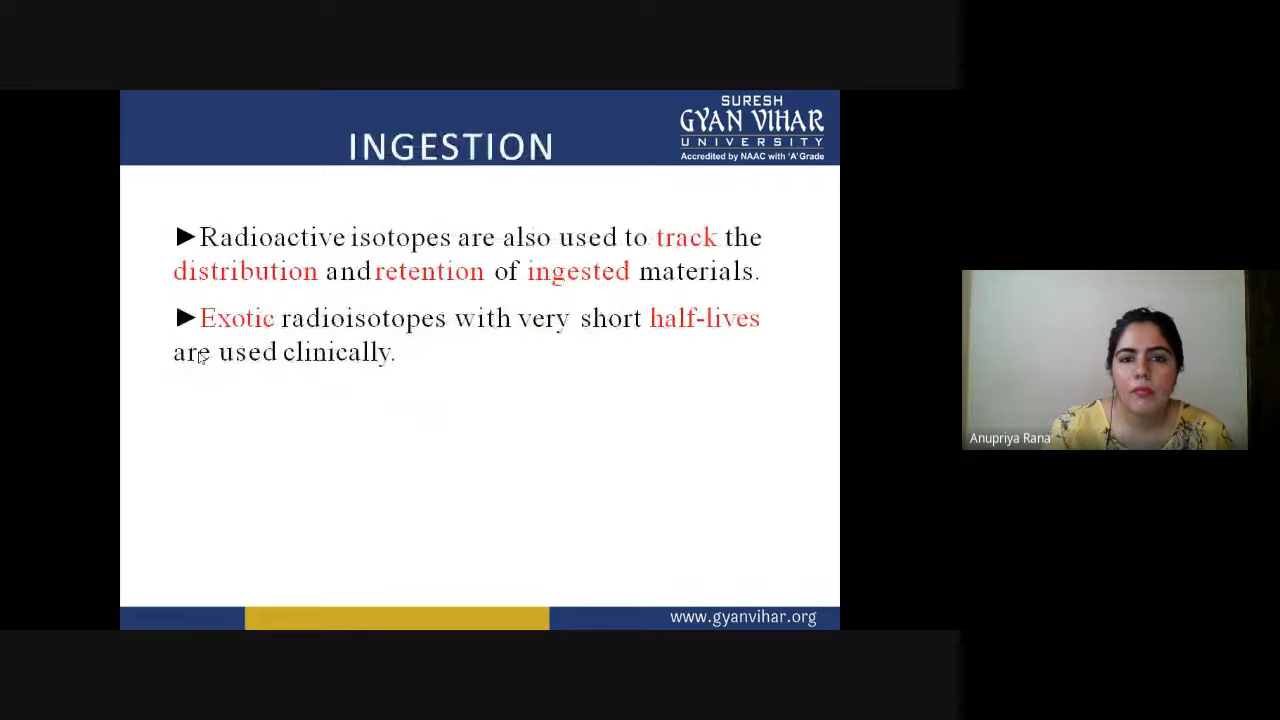 SURESH
GYAN VIHAR
UNIVERSITY
Accredited by NAAC with 'A' Grade
INGESTION
►Radioactive isotopes are also used to track the
distribution and retention of ingested materials.
►Exotic radioisotopes with very short half-lives
are used clinically.
Anupriya Rana
www.gyanvihar.org